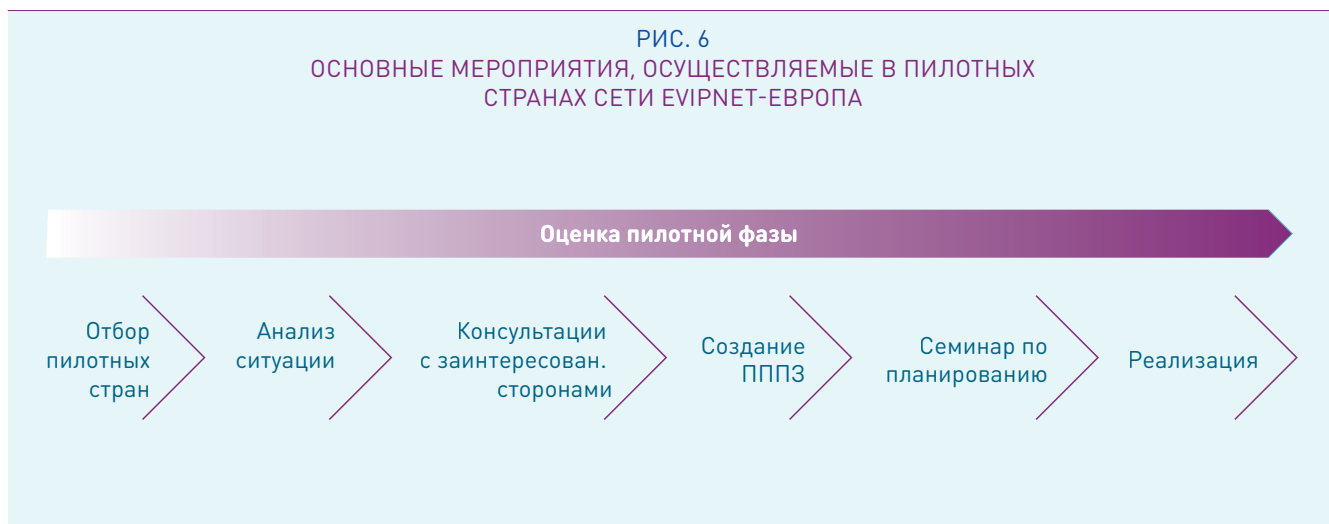 РИС. 6
ОСНОВНЫЕ МЕРОПРИЯТИЯ, ОСУЩЕСТВЛЯЕМЫЕ В ПИЛОТНЫХ
СТРАНАХ СЕТИ EVIPNET-ЕВРОПА
Оценка пилотной фазы
Отбор
пилотных
стран
Анализ
ситуации
Консультации
с заинтересован.
сторонами
Создание
ПППЗ
Семинар по
планированию
Реализация